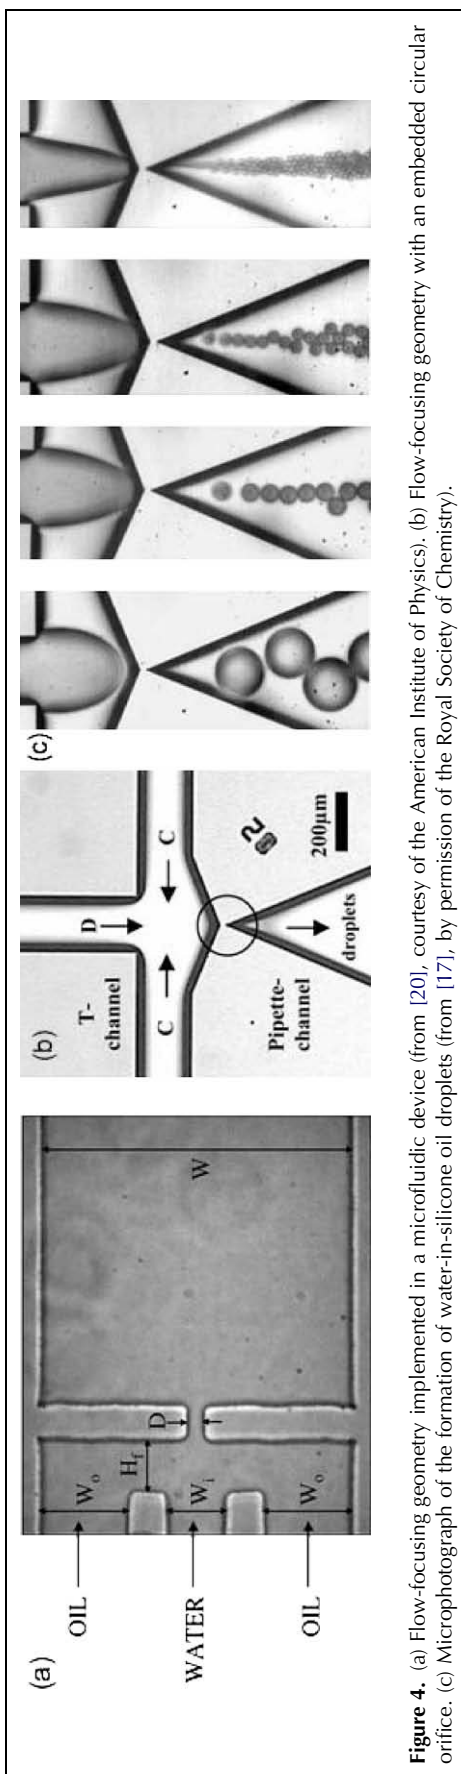 (a)
OIL
WATER
OIL
W_o
H_f
D
W_i
W_o
W
(b)
T-
channel
D
C
C
Pipette-
channel
droplets
200μm
(c)
Figure 4. (a) Flow-focusing geometry implemented in a microfluidic device (from [20], courtesy of the American Institute of Physics). (b) Flow-focusing geometry with an embedded circular
orifice. (c) Microphotograph of the formation of water-in-silicone oil droplets (from [17], by permission of the Royal Society of Chemistry).